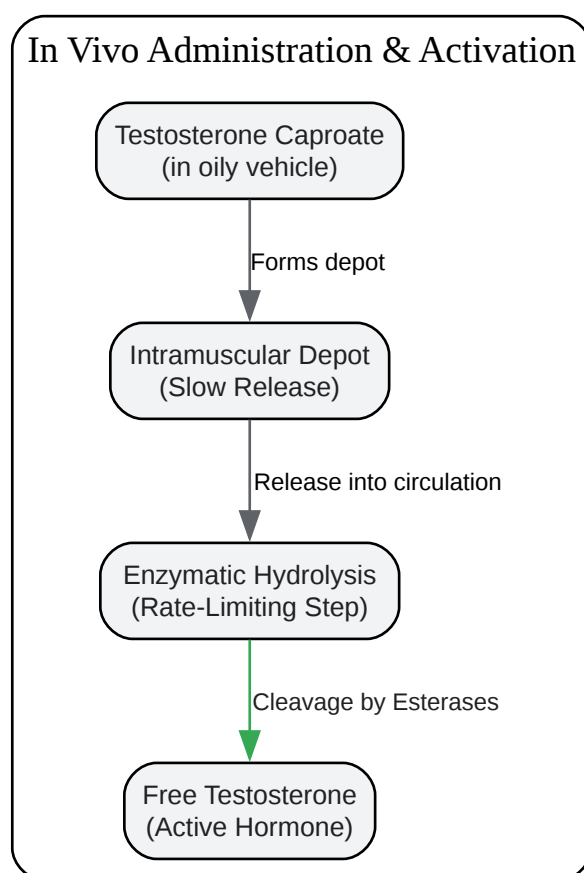 In Vivo Administration & Activation
Testosterone Caproate
(in oily vehicle)
Forms depot
Intramuscular Depot
(Slow Release)
Release into circulation
Enzymatic Hydrolysis
(Rate-Limiting Step)
Cleavage by Esterases
Free Testosterone
(Active Hormone)